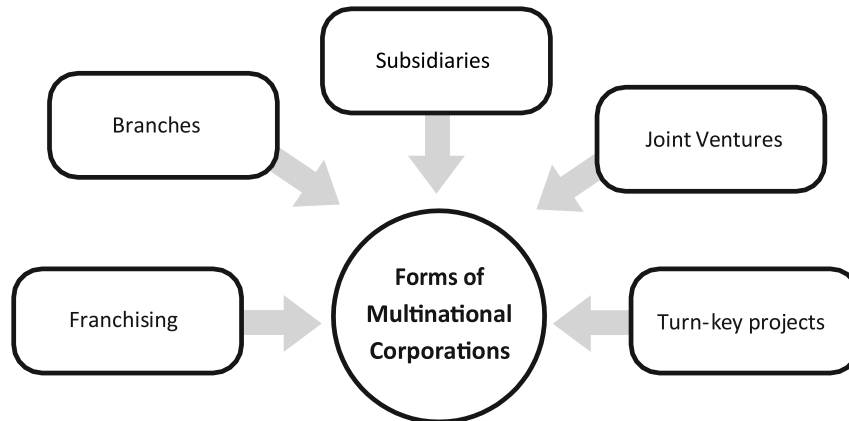 Subsidiaries
Branches
Joint Ventures
Forms of
Multinational
Corporations
Franchising
Turn-key projects